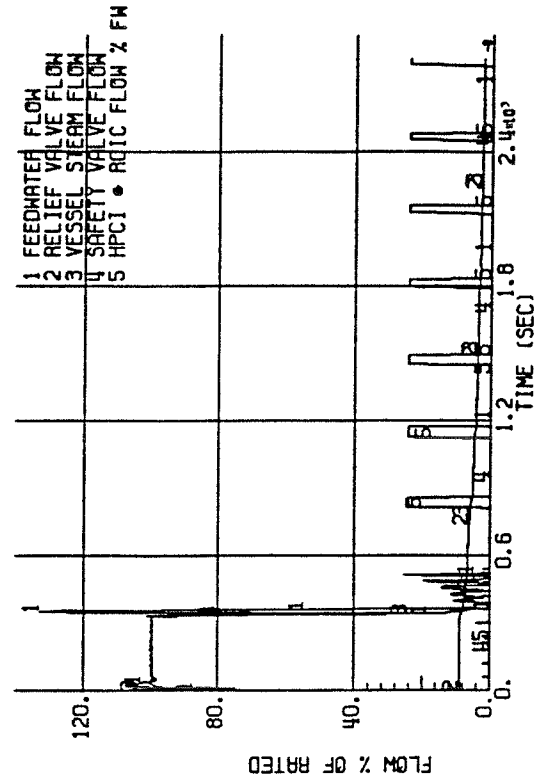 1 FEEDWATER FLOW
2 RELIEF VALVE FLOW
3 VESSEL STEAM FLOW
4 SAFETY VALVE FLOW
5 HPCI ● RCIC FLOW % FW
120.
80.
40.
0.
FLOW % OF RATED
0.
0.6
1.2
1.8
2.4*10³
TIME (SEC)